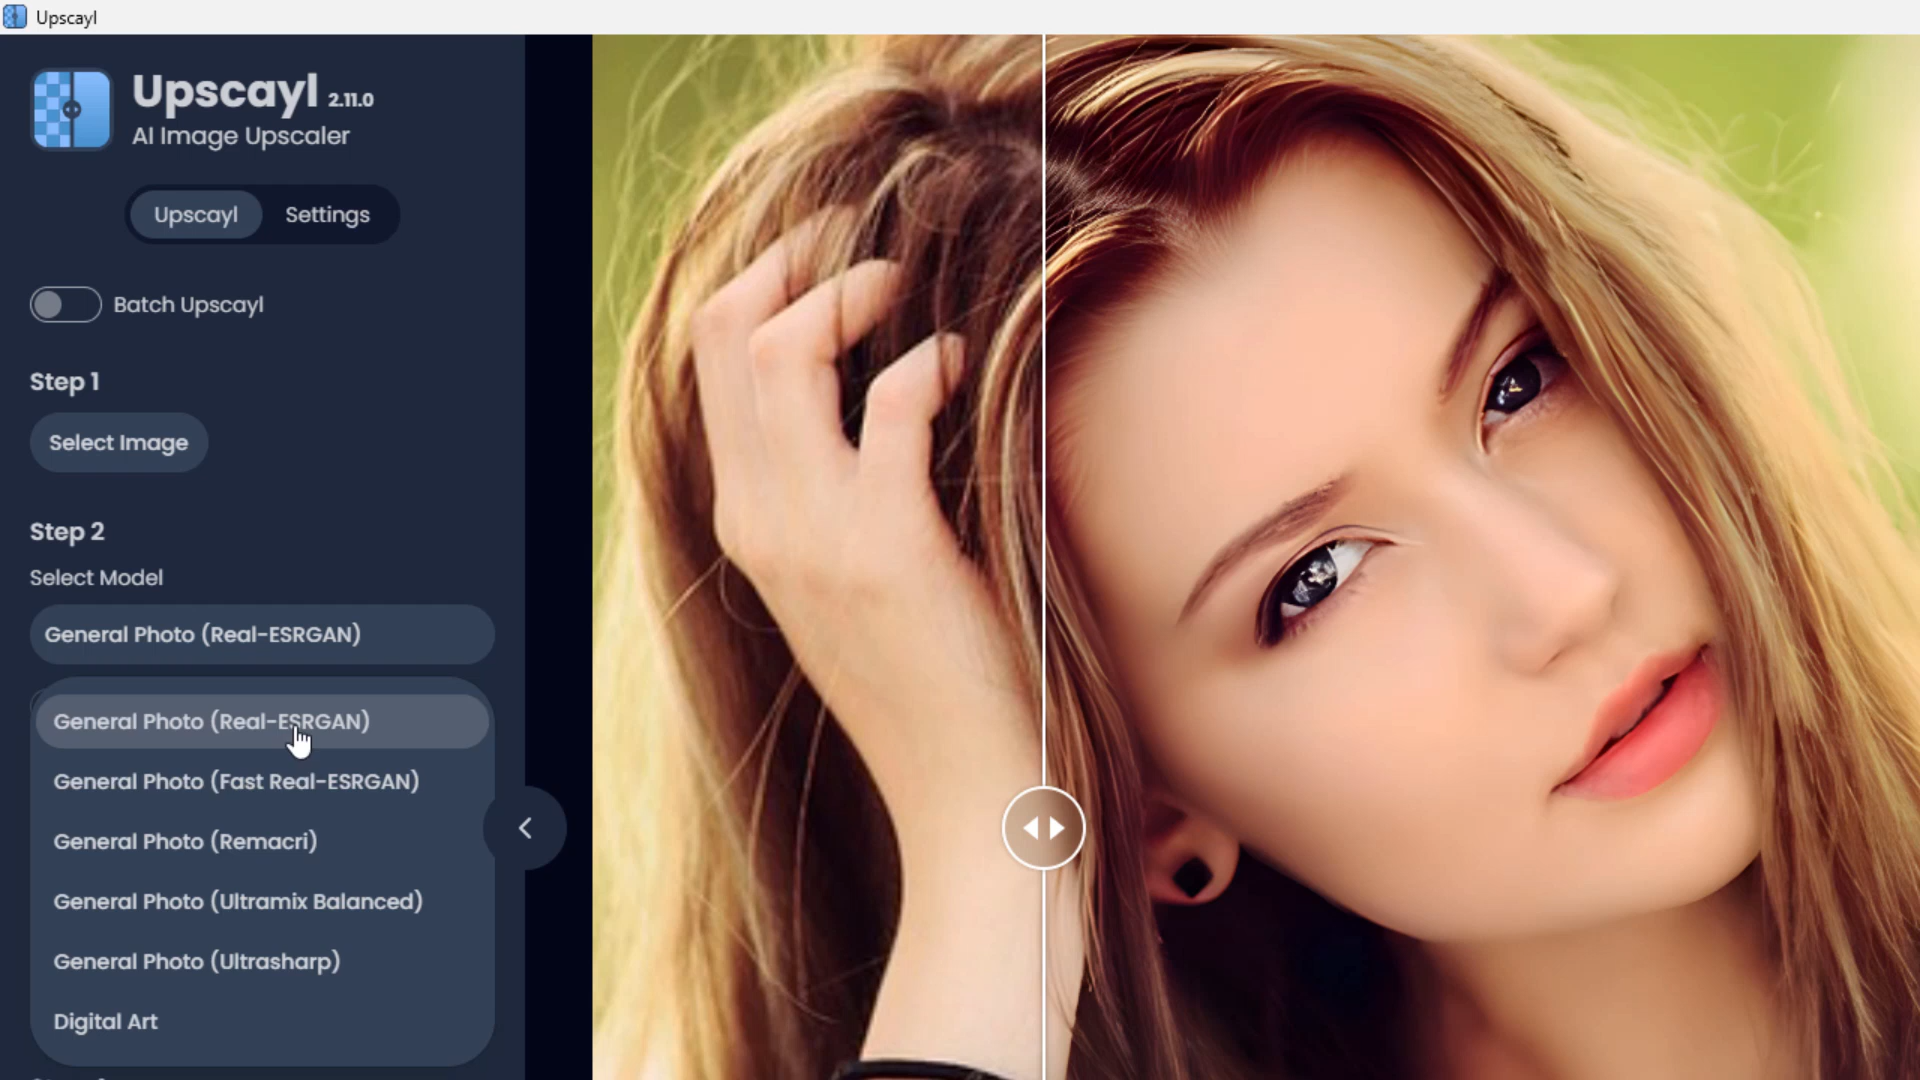 Upscayl
Upscayl 2.11.0
AI Image Upscaler
Upscayl Settings
Batch Upscayl
Step 1
Select Image
Step 2
Select Model
General Photo (Real-ESRGAN)
General Photo (Real-ESRGAN)
General Photo (Fast Real-ESRGAN)
General Photo (Remacri)
General Photo (Ultramix Balanced)
General Photo (Ultrasharp)
Digital Art